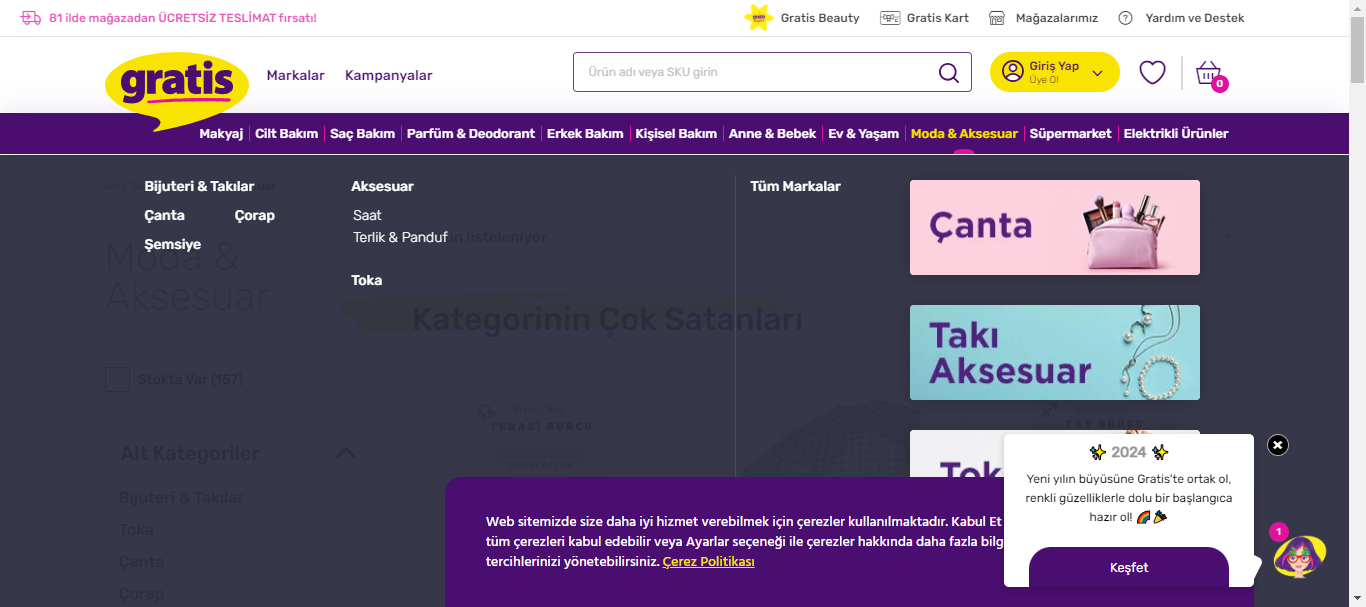 81 ilde mağazadan ÜCRETSİZ TESLİMAT fırsatı!
Gratis Beauty
Gratis Kart
Mağazalarımız
Yardım ve Destek
gratis
Markalar
Kampanyalar
Ürün adı veya SKU girin
Giriş Yap
Üye Ol
0
Makyaj
Cilt Bakım
Saç Bakım
Parfüm & Deodorant
Erkek Bakım
Kişisel Bakım
Anne & Bebek
Ev & Yaşam
Moda & Aksesuar
Süpermarket
Elektrikli Ürünler
Bijuteri & Takılar
Aksesuar
Tüm Markalar
Çanta
Çorap
Saat
Şemsiye
Terlik & Panduf
listeleniyor
Toka
Çanta
Moda &
Aksesuar
Kategorinin Çok Satanları
Takı
Aksesuar
Stokta Var (157)
TERAZİ BURCU
Alt Kategoriler
Bijuteri & Takılar
Toka
Çanta
Çorap
Tok
2024
Yeni yılın büyüsüne Gratis'te ortak ol,
renkli güzelliklerle dolu bir başlangıca
hazır ol!
Keşfet
1
Web sitemizde size daha iyi hizmet verebilmek için çerezler kullanılmaktadır. Kabul Et
tüm çerezleri kabul edebilir veya Ayarlar seçeneği ile çerezler hakkında daha fazla bilg
tercihlerinizi yönetebilirsiniz. Çerez Politikası